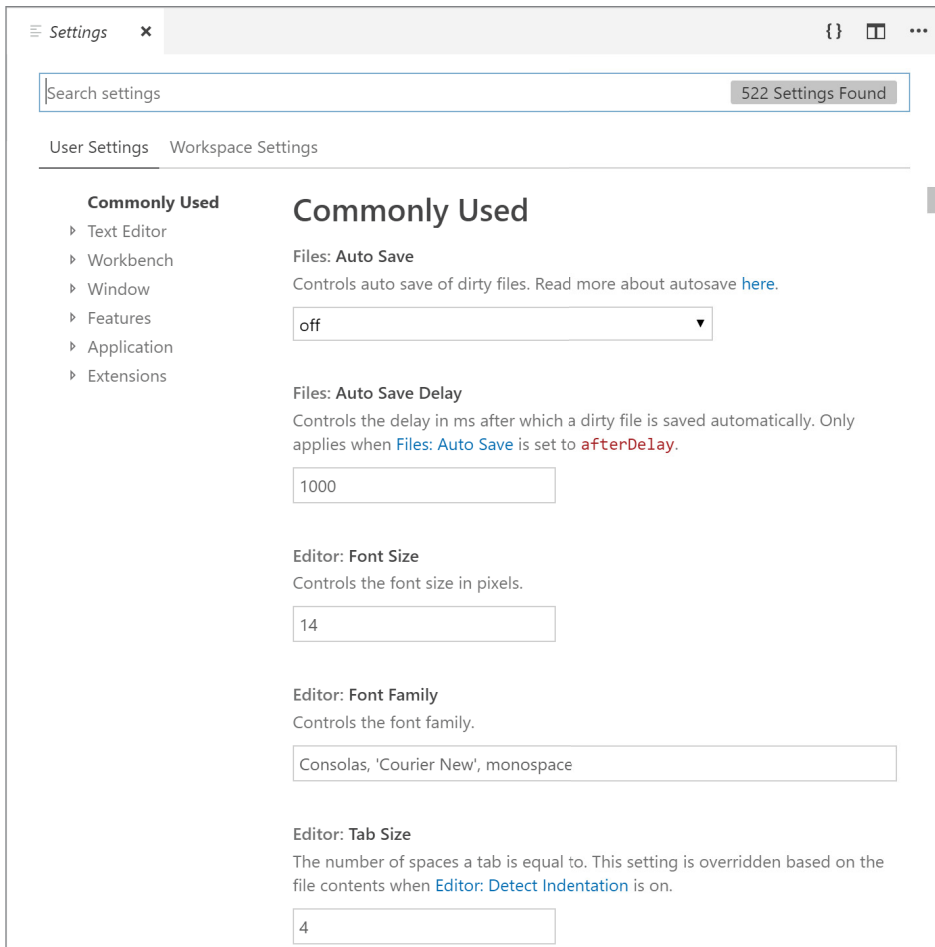 Settings
{ }
Search settings
522 Settings Found
User Settings Workspace Settings
Commonly Used
Text Editor
Workbench
Window
Features
Application
Extensions
Commonly Used
Files: Auto Save
Controls auto save of dirty files. Read more about autosave here.
off
Files: Auto Save Delay
Controls the delay in ms after which a dirty file is saved automatically. Only
applies when Files: Auto Save is set to afterDelay.
1000
Editor: Font Size
Controls the font size in pixels.
14
Editor: Font Family
Controls the font family.
Consolas, 'Courier New', monospace
Editor: Tab Size
The number of spaces a tab is equal to. This setting is overridden based on the
file contents when Editor: Detect Indentation is on.
4